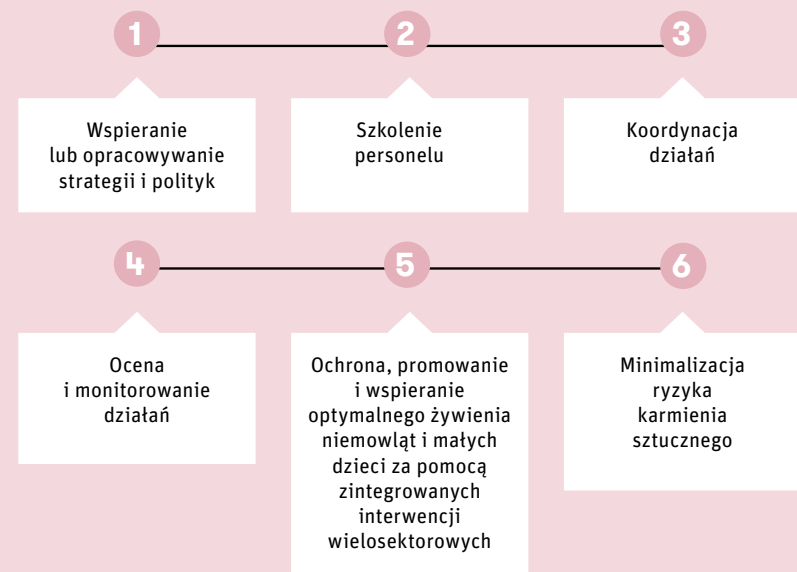 1
Wspieranie
lub opracowywanie
strategii i polityk
2
Szkolenie
personelu
3
Koordynacja
działań
4
Ocena
i monitorowanie
działań
5
Ochrona, promowanie
i wspieranie
optymalnego żywienia
niemowląt i małych
dzieci za pomocą
zintegrowanych
interwencji
wielosektorowych
6
Minimalizacja
ryzyka
karmienia
sztucznego